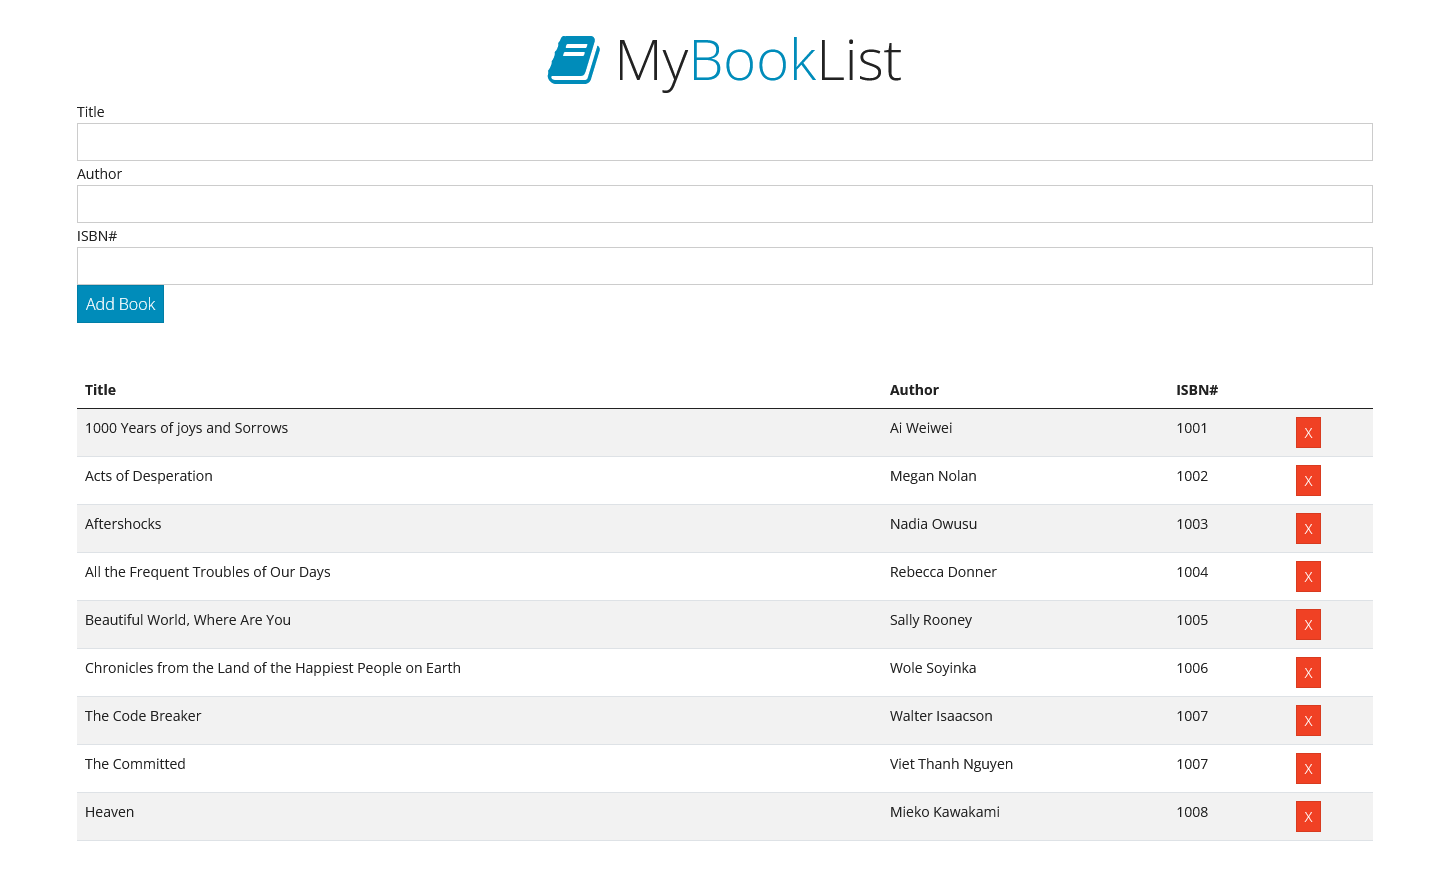 MyBookList
Title
Author
ISBN#
Add Book
Title Author ISBN#
1000 Years of joys and Sorrows Ai Weiwei 1001 X
Acts of Desperation Megan Nolan 1002 X
Aftershocks Nadia Owusu 1003 X
All the Frequent Troubles of Our Days Rebecca Donner 1004 X
Beautiful World, Where Are You Sally Rooney 1005 X
Chronicles from the Land of the Happiest People on Earth Wole Soyinka 1006 X
The Code Breaker Walter Isaacson 1007 X
The Committed Viet Thanh Nguyen 1007 X
Heaven Mieko Kawakami 1008 X